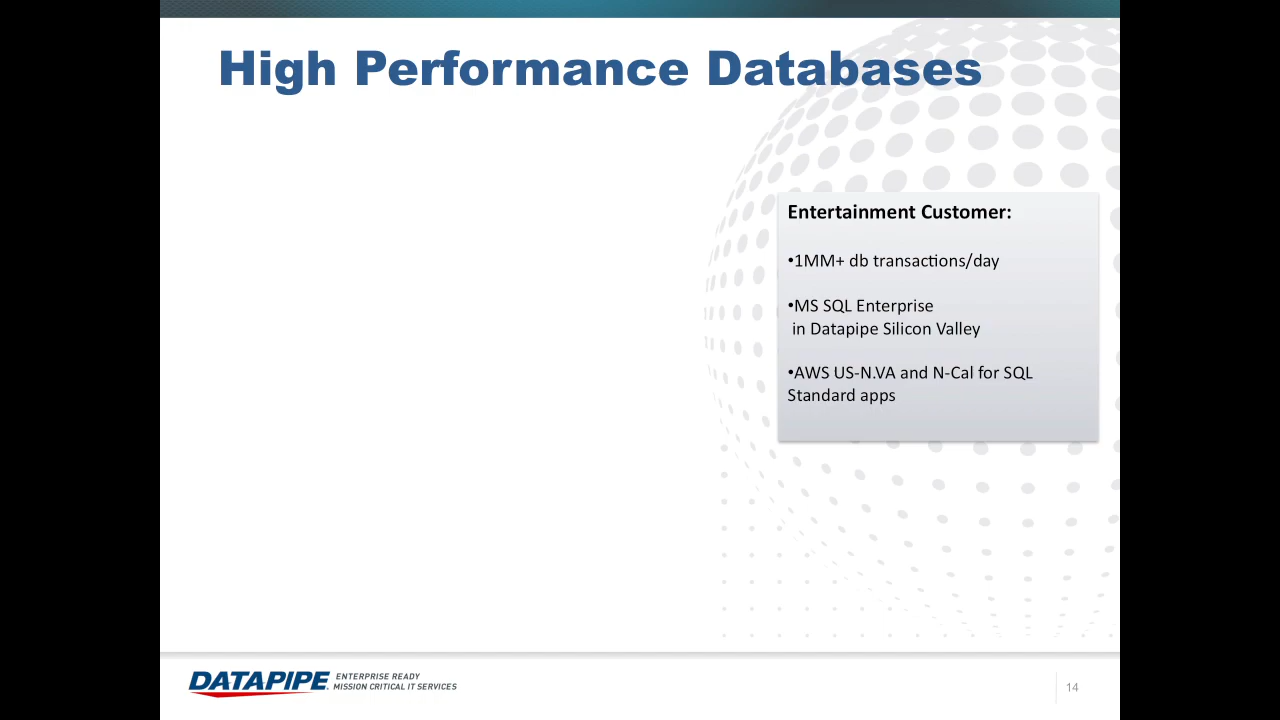 High Performance Databases
Entertainment Customer:
•1MM+ db transactions/day
•MS SQL Enterprise
in Datapipe Silicon Valley
•AWS US-N.VA and N-Cal for SQL
Standard apps
DATAPIPE. ENTERPRISE READY
MISSION CRITICAL IT SERVICES
14